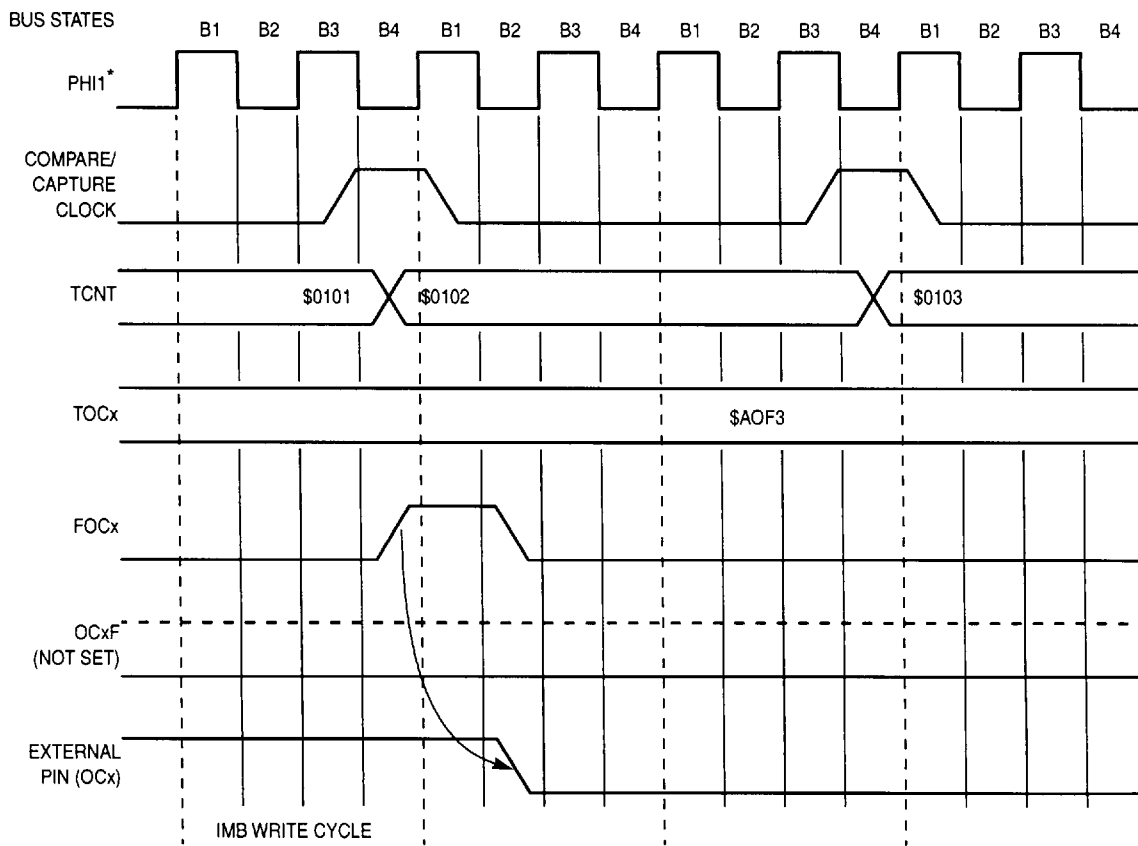 BUS STATES
B1 B2 B3 B4 B1 B2 B3 B4 B1 B2 B3 B4 B1 B2 B3 B4
PHI1*
COMPARE/
CAPTURE
CLOCK
TCNT
$0101 $0102 $0103
TOCx
$AOF3
FOCx
OCxF
(NOT SET)
EXTERNAL
PIN (OCx)
IMB WRITE CYCLE